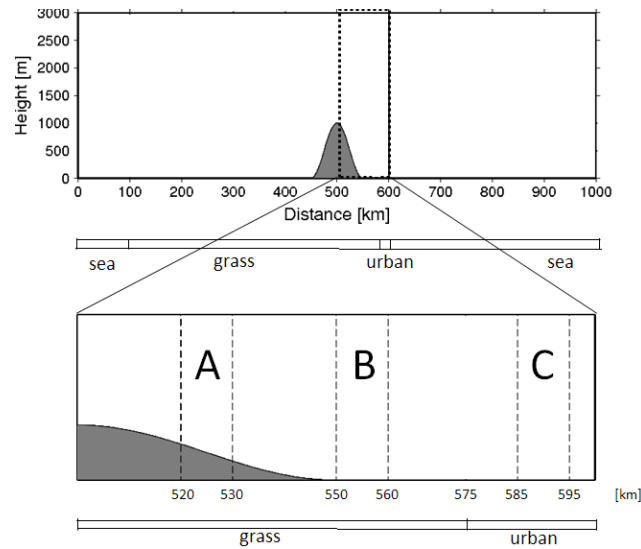 3000
2500
2000
1500
1000
500
0
Height [m]
0 100 200 300 400 500 600 700 800 900 1000
Distance [km]
sea grass urban sea
A B C
520 530 550 560 575 585 595 [km]
grass urban